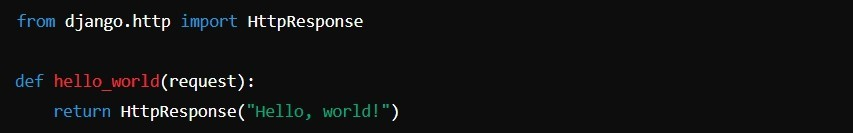 from django.http import HttpResponse
def hello_world(request):
    return HttpResponse("Hello, world!")